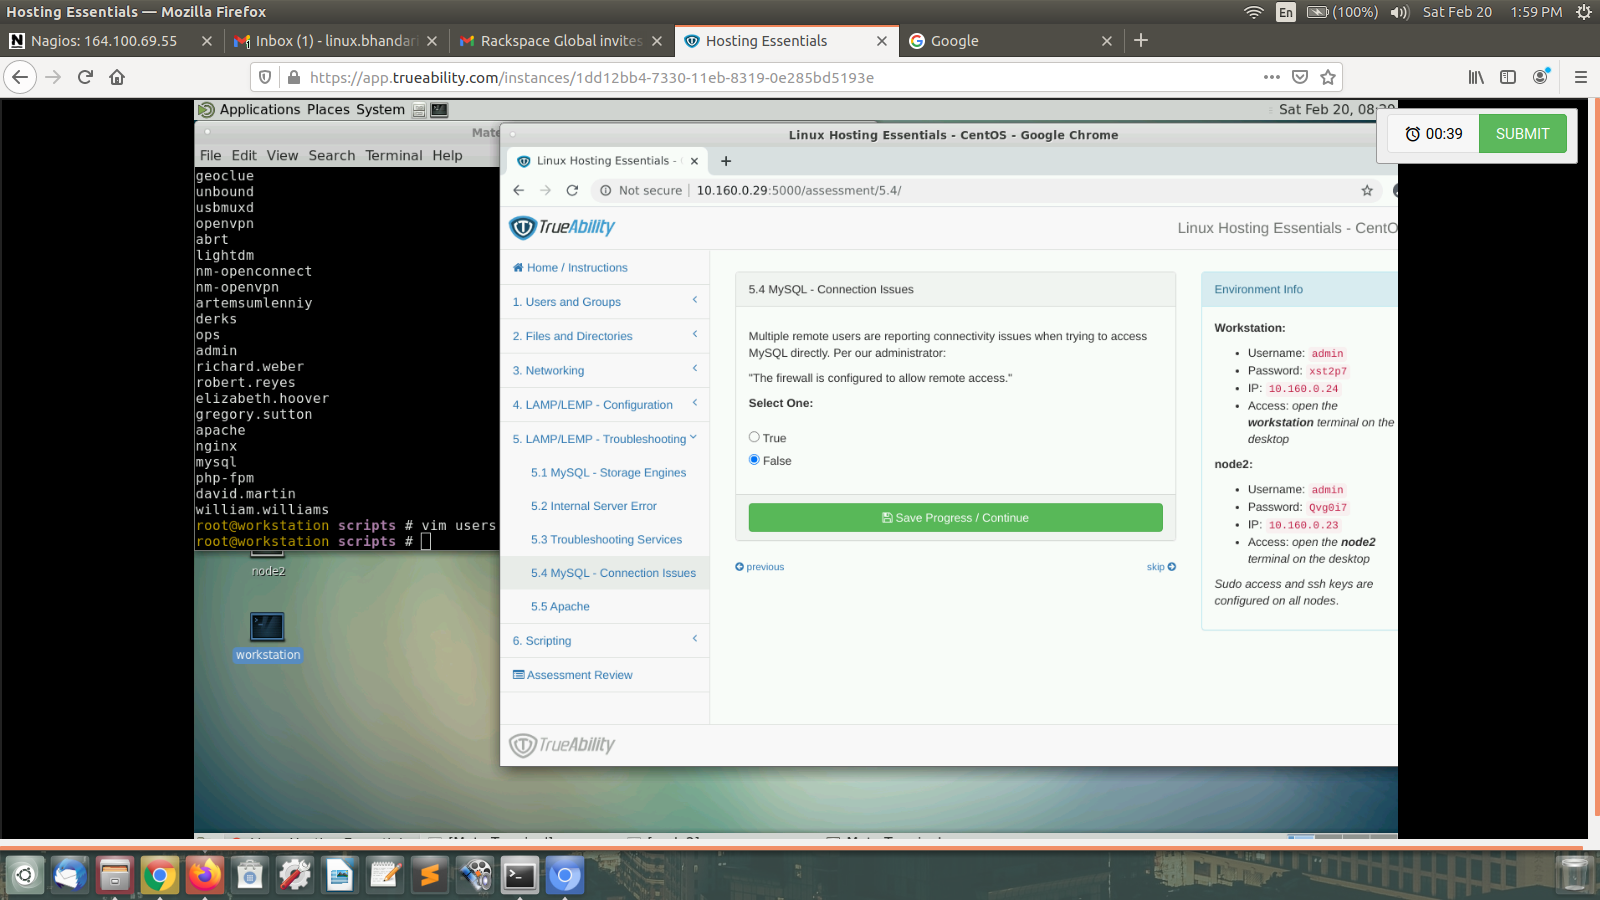 Hosting Essentials — Mozilla Firefox
En
(100%)
Sat Feb 20
1:59 PM
Nagios: 164.100.69.55
Inbox (1) - linux.bhandari
Rackspace Global invites
Hosting Essentials
Google
https://app.trueability.com/instances/1dd12bb4-7330-11eb-8319-0e285bd5193e
Applications Places System
Sat Feb 20,
00:39
SUBMIT
Mate
Linux Hosting Essentials - CentOS - Google Chrome
File Edit View Search Terminal Help
Linux Hosting Essentials -
Not secure | 10.160.0.29:5000/assessment/5.4/
geoclue
unbound
usbmuxd
openvpn
abrt
lightdm
nm-openconnect
nm-openvpn
artemsumlenniy
derks
ops
admin
richard.weber
robert.reyes
elizabeth.hoover
gregory.sutton
apache
nginx
mysql
php-fpm
david.martin
william.williams
root@workstation scripts # vim users
root@workstation scripts #
node2
workstation
TrueAbility
Linux Hosting Essentials - CentO
Home / Instructions
1. Users and Groups
2. Files and Directories
3. Networking
4. LAMP/LEMP - Configuration
5. LAMP/LEMP - Troubleshooting
5.1 MySQL - Storage Engines
5.2 Internal Server Error
5.3 Troubleshooting Services
5.4 MySQL - Connection Issues
5.5 Apache
6. Scripting
Assessment Review
5.4 MySQL - Connection Issues
Multiple remote users are reporting connectivity issues when trying to access
MySQL directly. Per our administrator:
"The firewall is configured to allow remote access."
Select One:
True
False
Save Progress / Continue
previous
skip
Environment Info
Workstation:
Username: admin
Password: xst2p7
IP: 10.160.0.24
Access: open the
workstation terminal on the
desktop
node2:
Username: admin
Password: Qvg0i7
IP: 10.160.0.23
Access: open the node2
terminal on the desktop
Sudo access and ssh keys are
configured on all nodes.
TrueAbility